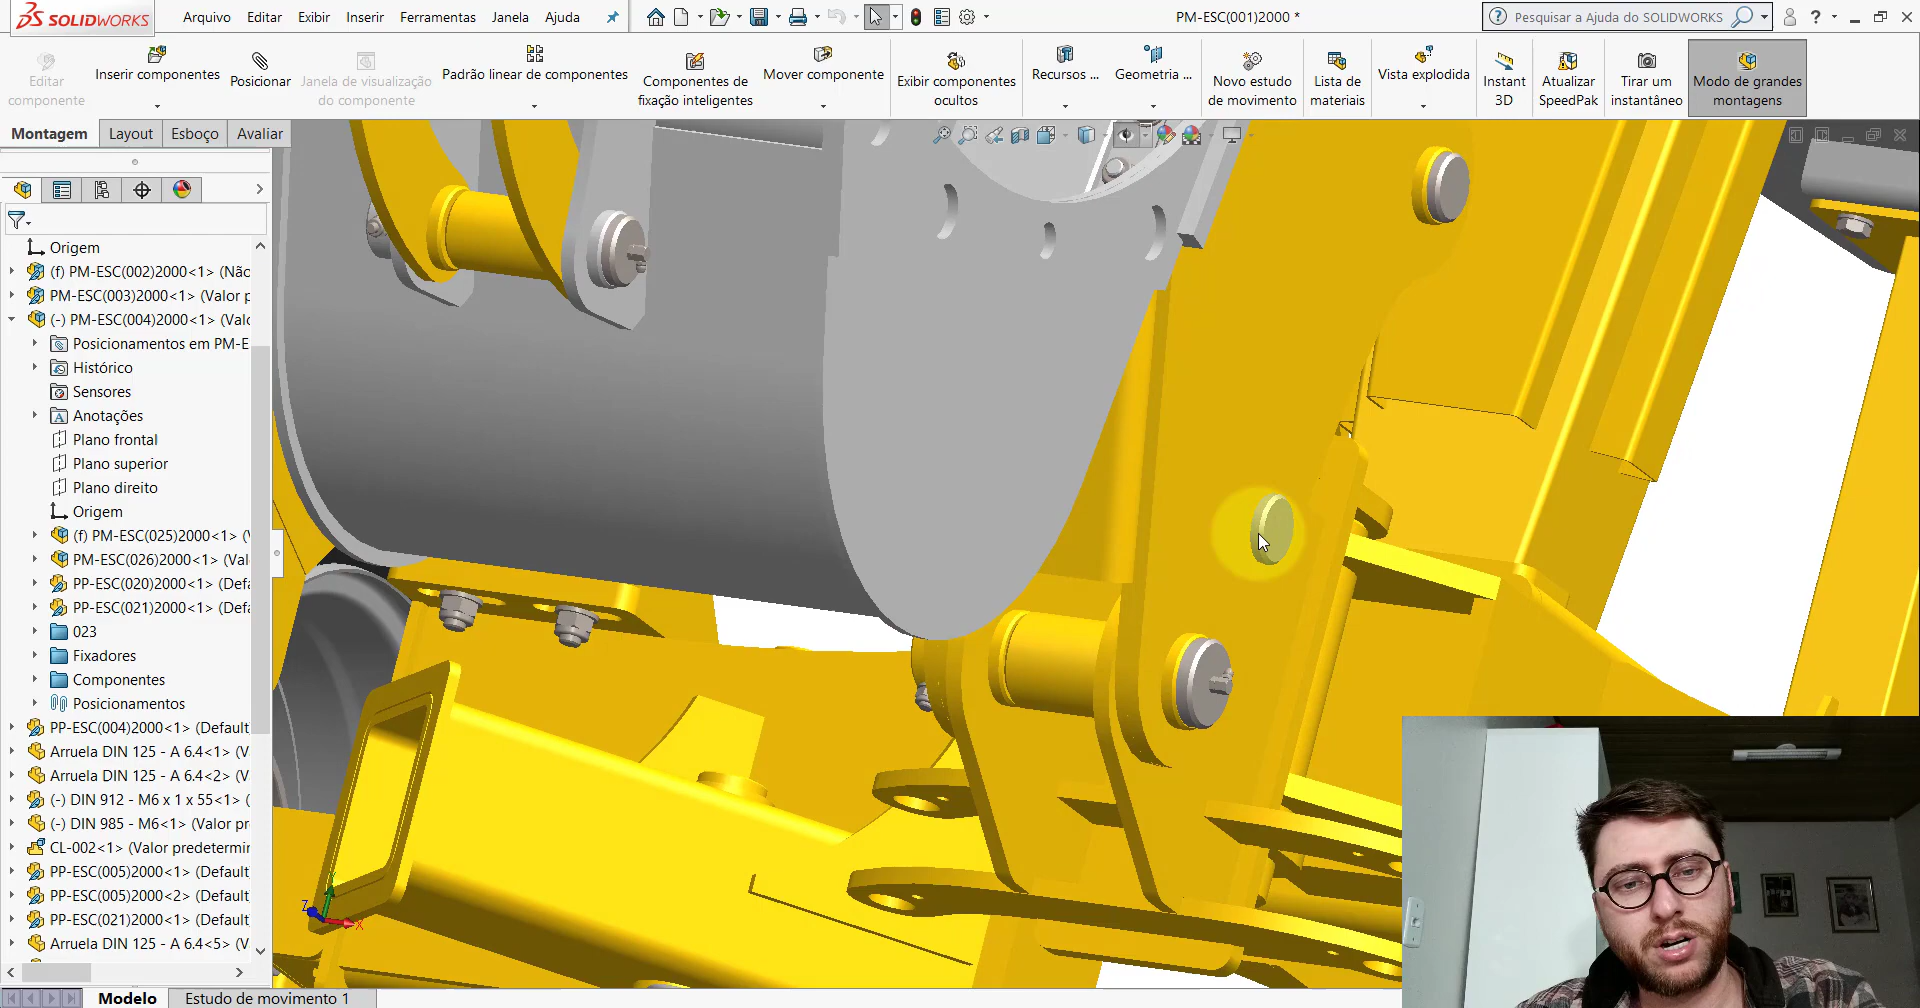 SOLIDWORKS
Arquivo Editar Exibir Inserir Ferramentas Janela Ajuda
PM-ESC(001)2000 *
Pesquisar a Ajuda do SOLIDWORKS
Editar componente
Inserir componentes
Posicionar
Janela de visualização do componente
Padrão linear de componentes
Componentes de fixação inteligentes
Mover componente
Exibir componentes ocultos
Recursos ...
Geometria ...
Novo estudo de movimento
Lista de materiais
Vista explodida
Instant 3D
Atualizar SpeedPak
Tirar um instantâneo
Modo de grandes montagens
Montagem Layout Esboço Avaliar
Origem
(f) PM-ESC(002)2000<1> (Não
PM-ESC(003)2000<1> (Valor p
(-) PM-ESC(004)2000<1> (Valc
Posicionamentos em PM-E
Histórico
Sensores
Anotações
Plano frontal
Plano superior
Plano direito
Origem
(f) PM-ESC(025)2000<1> (V
PM-ESC(026)2000<1> (Val
PP-ESC(020)2000<1> (Defa
PP-ESC(021)2000<1> (Defa
023
Fixadores
Componentes
Posicionamentos
PP-ESC(004)2000<1> (Default
Arruela DIN 125 - A 6.4<1> (V
Arruela DIN 125 - A 6.4<2> (V
(-) DIN 912 - M6 x 1 x 55<1> (
(-) DIN 985 - M6<1> (Valor pr
CL-002<1> (Valor predetermir
PP-ESC(005)2000<1> (Default
PP-ESC(005)2000<2> (Default
PP-ESC(021)2000<1> (Default
Arruela DIN 125 - A 6.4<5> (V
Z
X
Modelo Estudo de movimento 1